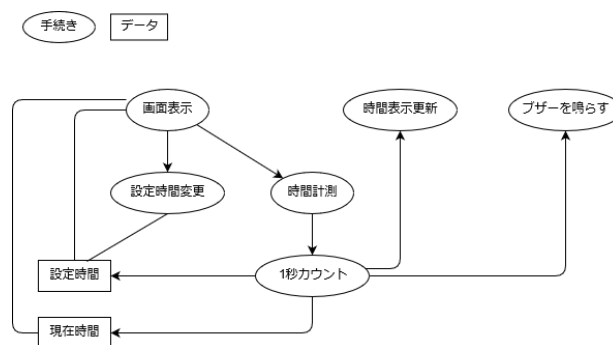 手続き
データ
画面表示
時間表示更新
ブザーを鳴らす
設定時間変更
時間計測
設定時間
1秒カウント
現在時間